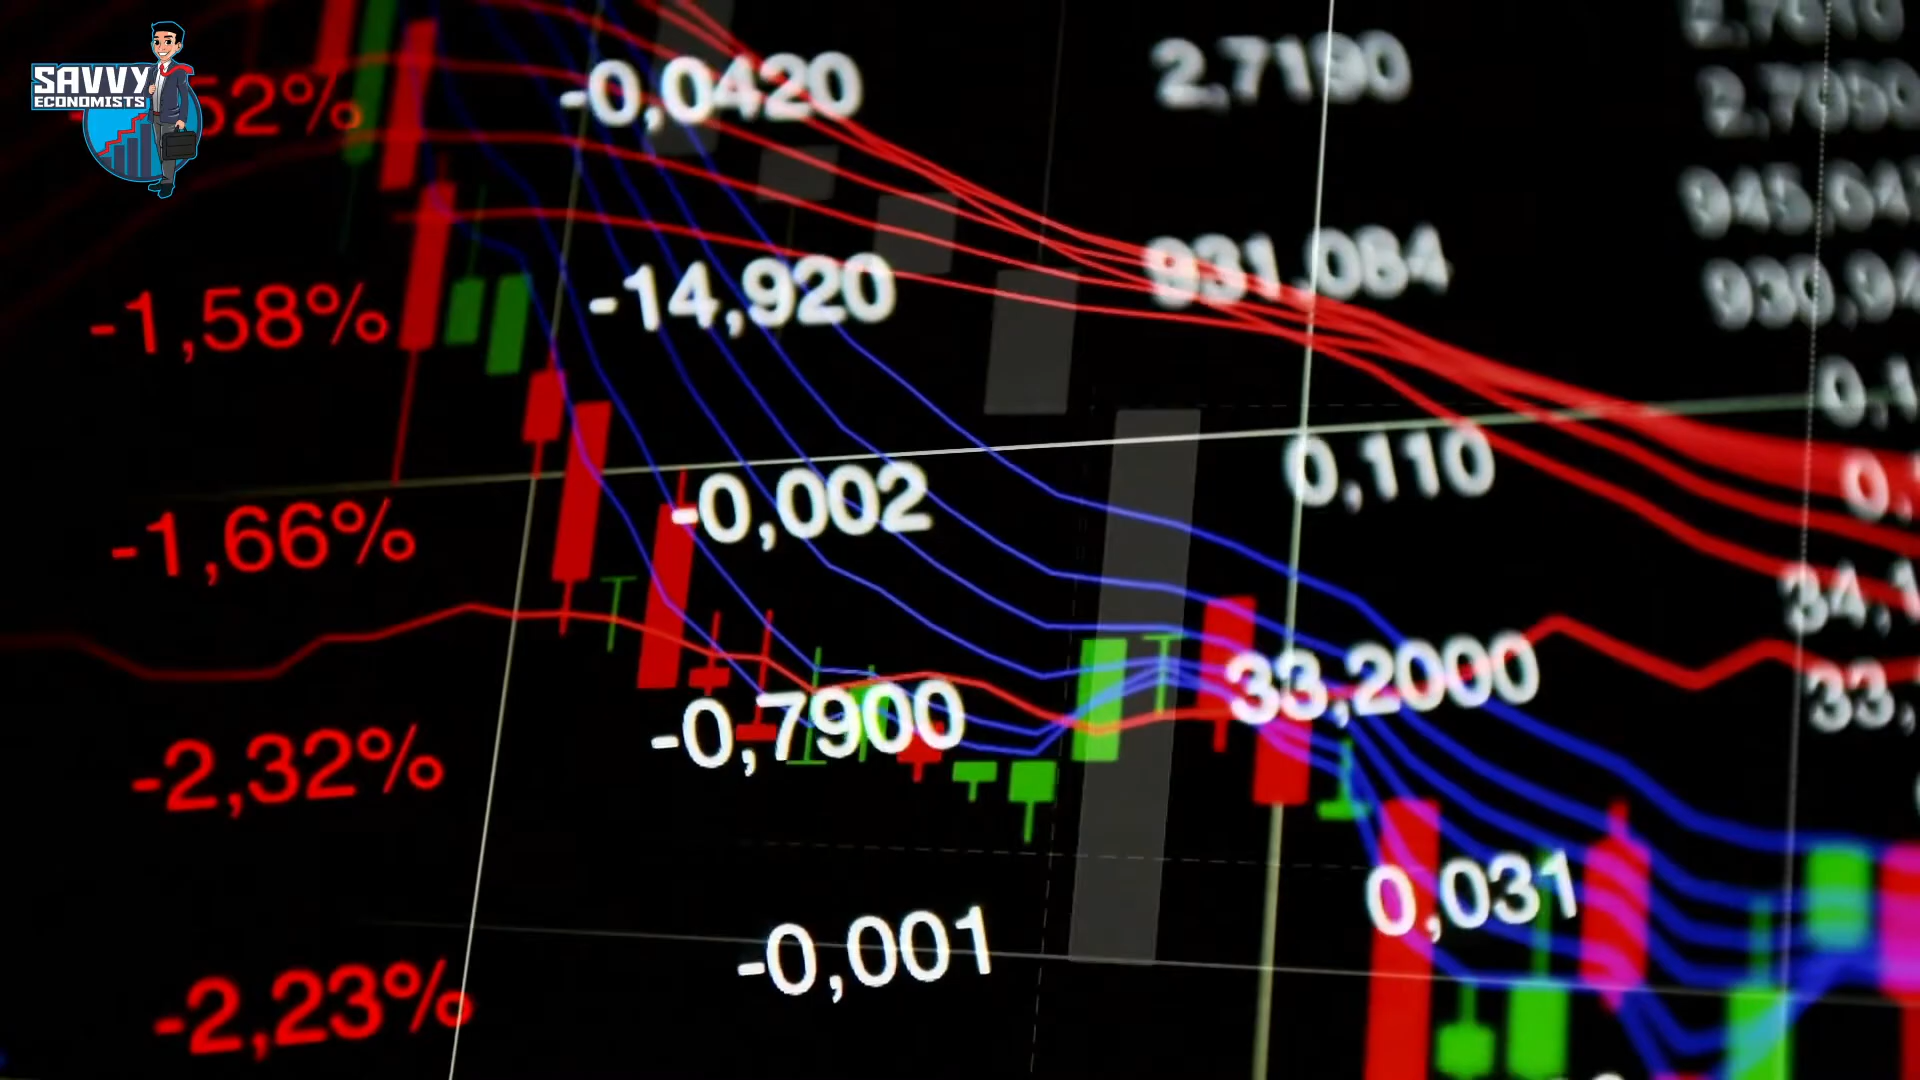 SAVVY
ECONOMISTS
52% -0,0420 2,7190
-1,58% -14,920 931,084
-1,66% -0,002 0,110
-2,32% -0,7900 33,2000
-2,23% -0,001 0,031